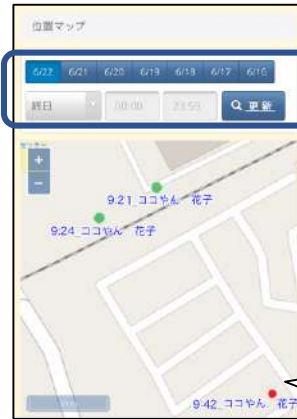 位置マップ
6/22 6/21 6/20 6/19 6/18 6/17 6/16
終日 00:00 23:59 更新
+
−
9:21 ココやん 花子
9:24 ココやん 花子
9:42 ココやん 花子